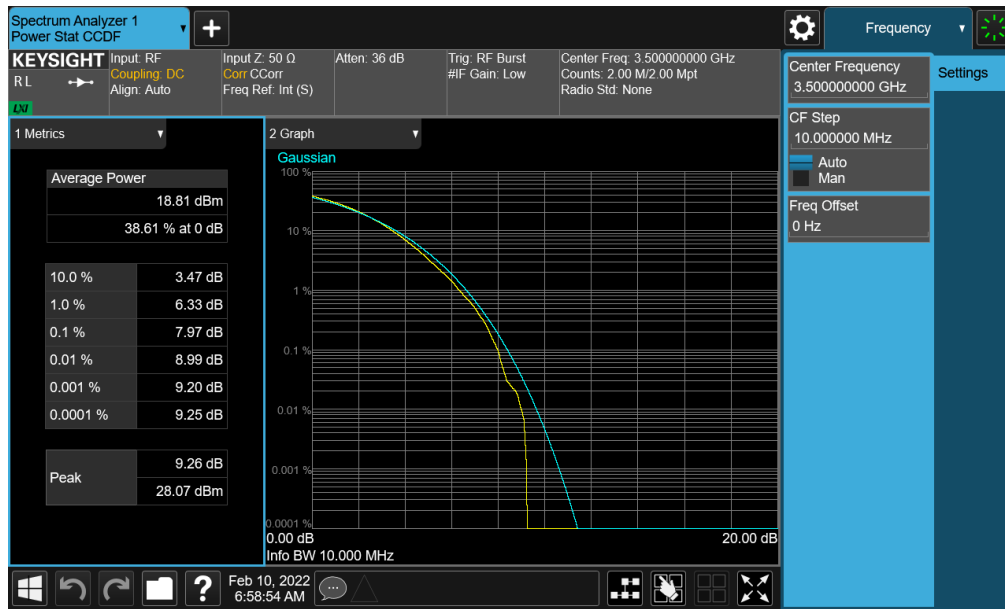 Spectrum Analyzer 1
Power Stat CCDF
Frequency
KEYSIGHT
RL
LXI
Input: RF
Coupling: DC
Align: Auto
Input Z: 50 Ω
Corr CCorr
Freq Ref: Int (S)
Atten: 36 dB
Trig: RF Burst
#IF Gain: Low
Center Freq: 3.500000000 GHz
Counts: 2.00 M/2.00 Mpt
Radio Std: None
Center Frequency
3.500000000 GHz
Settings
CF Step
10.000000 MHz
Auto
Man
Freq Offset
0 Hz
1 Metrics
Average Power
18.81 dBm
38.61 % at 0 dB
10.0 % 3.47 dB
1.0 % 6.33 dB
0.1 % 7.97 dB
0.01 % 8.99 dB
0.001 % 9.20 dB
0.0001 % 9.25 dB
Peak
9.26 dB
28.07 dBm
2 Graph
Gaussian
100 %
10 %
1 %
0.1 %
0.01 %
0.001 %
0.0001 %
0.00 dB 20.00 dB
Info BW 10.000 MHz
?
Feb 10, 2022
6:58:54 AM